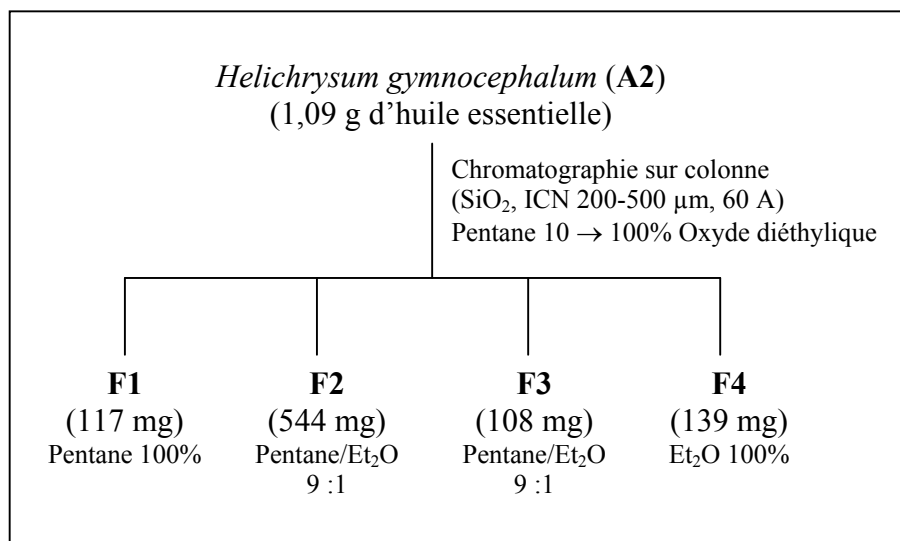 Helichrysum gymnocephalum (A2)
(1,09 g d’huile essentielle)
Chromatographie sur colonne
(SiO₂, ICN 200-500 µm, 60 A)
Pentane 10 → 100% Oxyde diéthylique
F1 F2 F3 F4
(117 mg) (544 mg) (108 mg) (139 mg)
Pentane 100% Pentane/Et₂O Pentane/Et₂O Et₂O 100%
9 :1 9 :1